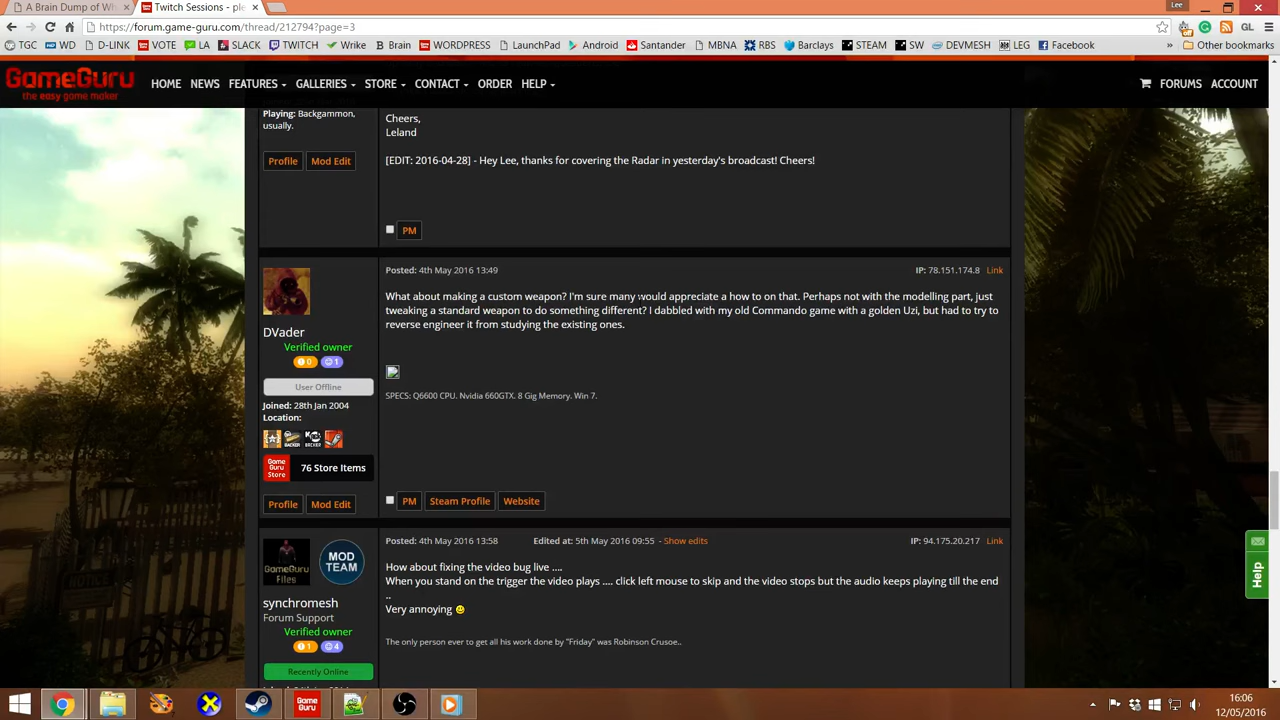 A Brain Dump of Wh
Twitch Sessions - ple
Lee
https://forum.game-guru.com/thread/212794?page=3
TGC WD D-LINK VOTE LA SLACK TWITCH Wrike Brain WORDPRESS LaunchPad Android Santander MBNA RBS Barclays STEAM SW DEVMESH LEG Facebook » Other bookmarks
GameGuru
the easy game maker
HOME NEWS FEATURES GALLERIES STORE CONTACT ORDER HELP FORUMS ACCOUNT
Playing: Backgammon,
usually.
Profile Mod Edit
Cheers,
Leland
[EDIT: 2016-04-28] - Hey Lee, thanks for covering the Radar in yesterday's broadcast! Cheers!
PM
DVader
Verified owner
0 1
User Offline
Joined: 28th Jan 2004
Location:
Game Guru Store 76 Store Items
Profile Mod Edit
Posted: 4th May 2016 13:49 IP: 78.151.174.8 Link
What about making a custom weapon? I'm sure many would appreciate a how to on that. Perhaps not with the modelling part, just
tweaking a standard weapon to do something different? I dabbled with my old Commando game with a golden Uzi, but had to try to
reverse engineer it from studying the existing ones.
SPECS: Q6600 CPU. Nvidia 660GTX. 8 Gig Memory. Win 7.
PM Steam Profile Website
GameGuru Files
MOD TEAM
synchromesh
Forum Support
Verified owner
1 4
Recently Online
Posted: 4th May 2016 13:58 Edited at: 5th May 2016 09:55 - Show edits IP: 94.175.20.217 Link
How about fixing the video bug live ....
When you stand on the trigger the video plays .... click left mouse to skip and the video stops but the audio keeps playing till the end
..
Very annoying
The only person ever to get all his work done by "Friday" was Robinson Crusoe..
Help
16:06
12/05/2016